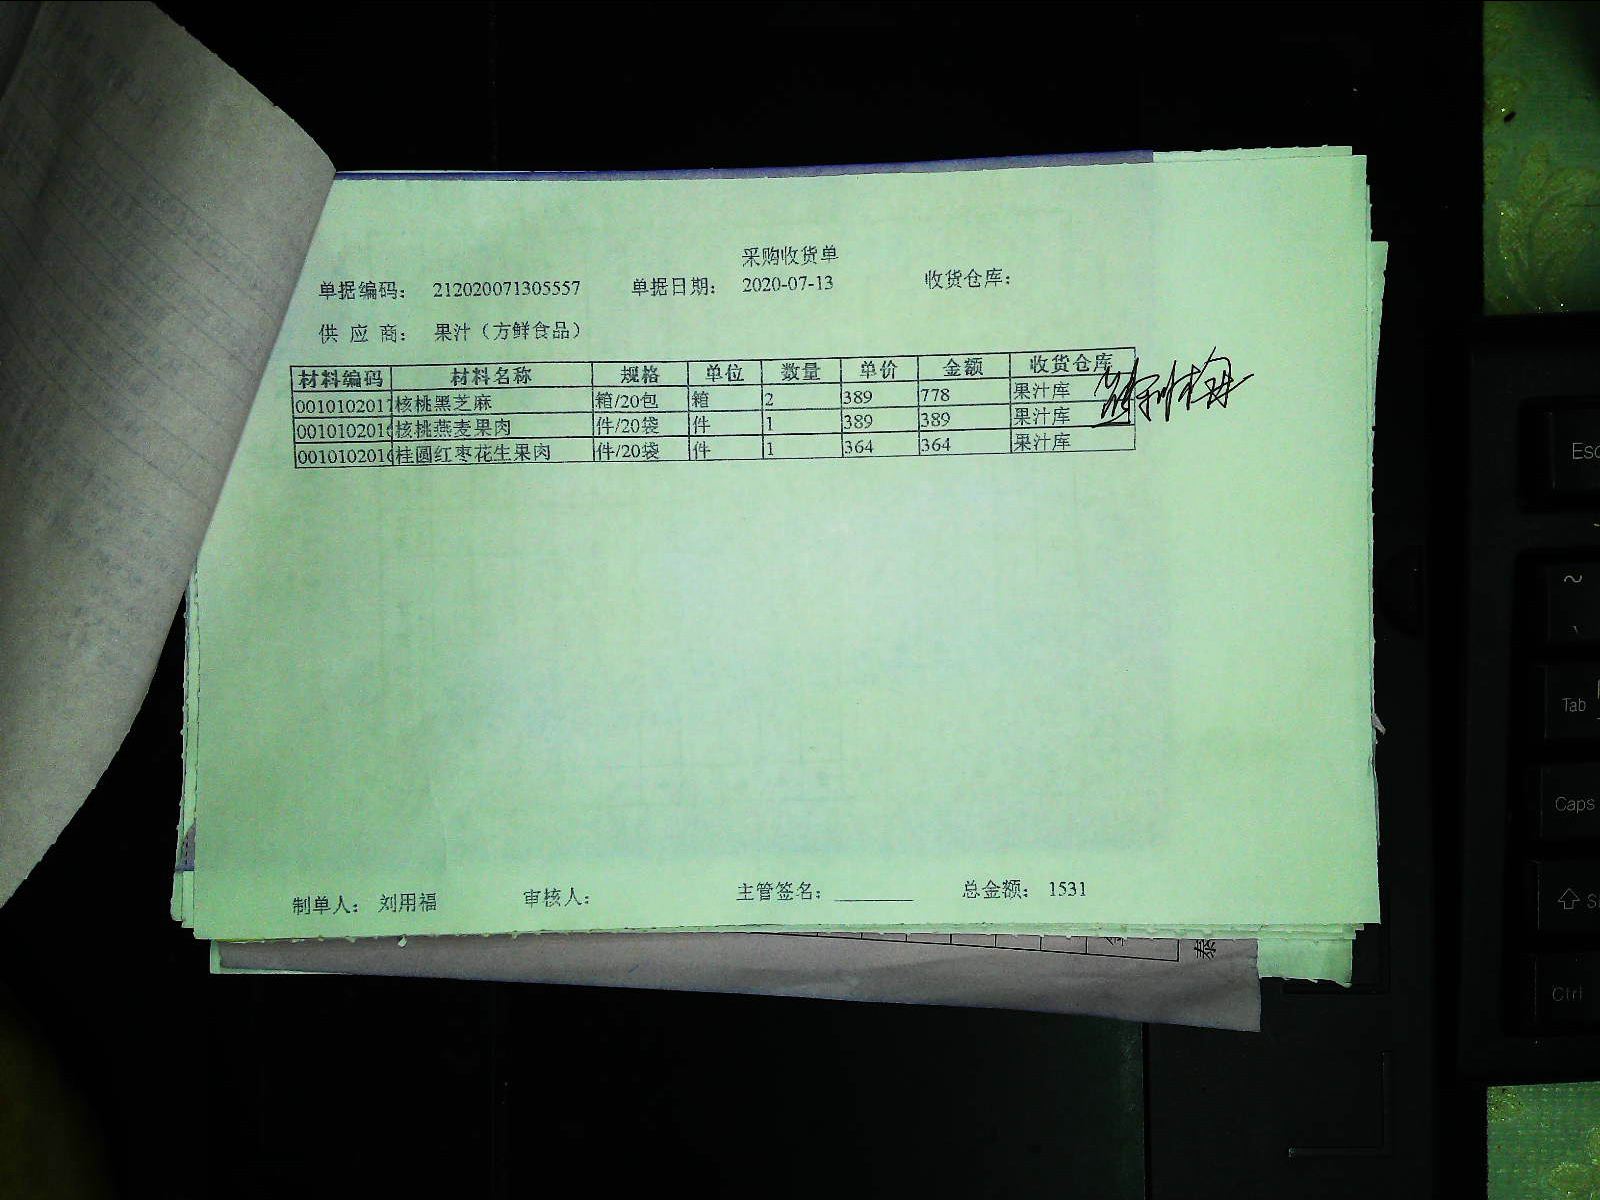 采购收货单
单据编码： 212020071305557 单据日期： 2020-07-13 收货仓库：
供 应 商： 果汁（方鲜食品）
材料编码 材料名称 规格 单位 数量 单价 金额 收货仓库
0010102017 核桃黑芝麻 箱/20包 箱 2 389 778 果汁库
001010201 核桃燕麦果肉 件/20袋 件 1 389 389 果汁库
001010201 桂圆红枣花生果肉 件/20袋 件 1 364 364 果汁库
制单人： 刘用福 审核人： 主管签名： 总金额： 1531
Esc
~
Tab
Caps
Ctrl